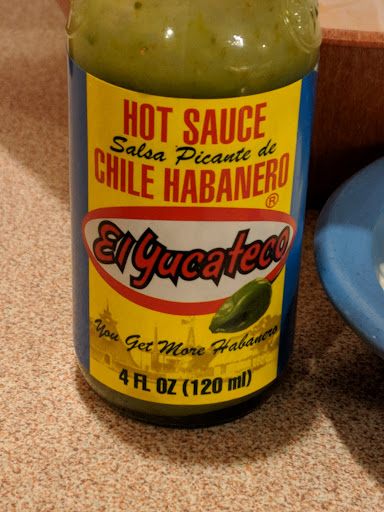 HOT SAUCE
Salsa Picante de
CHILE HABANERO
®
El Yucateco
You Get More Habanero
4 FL OZ (120 ml)